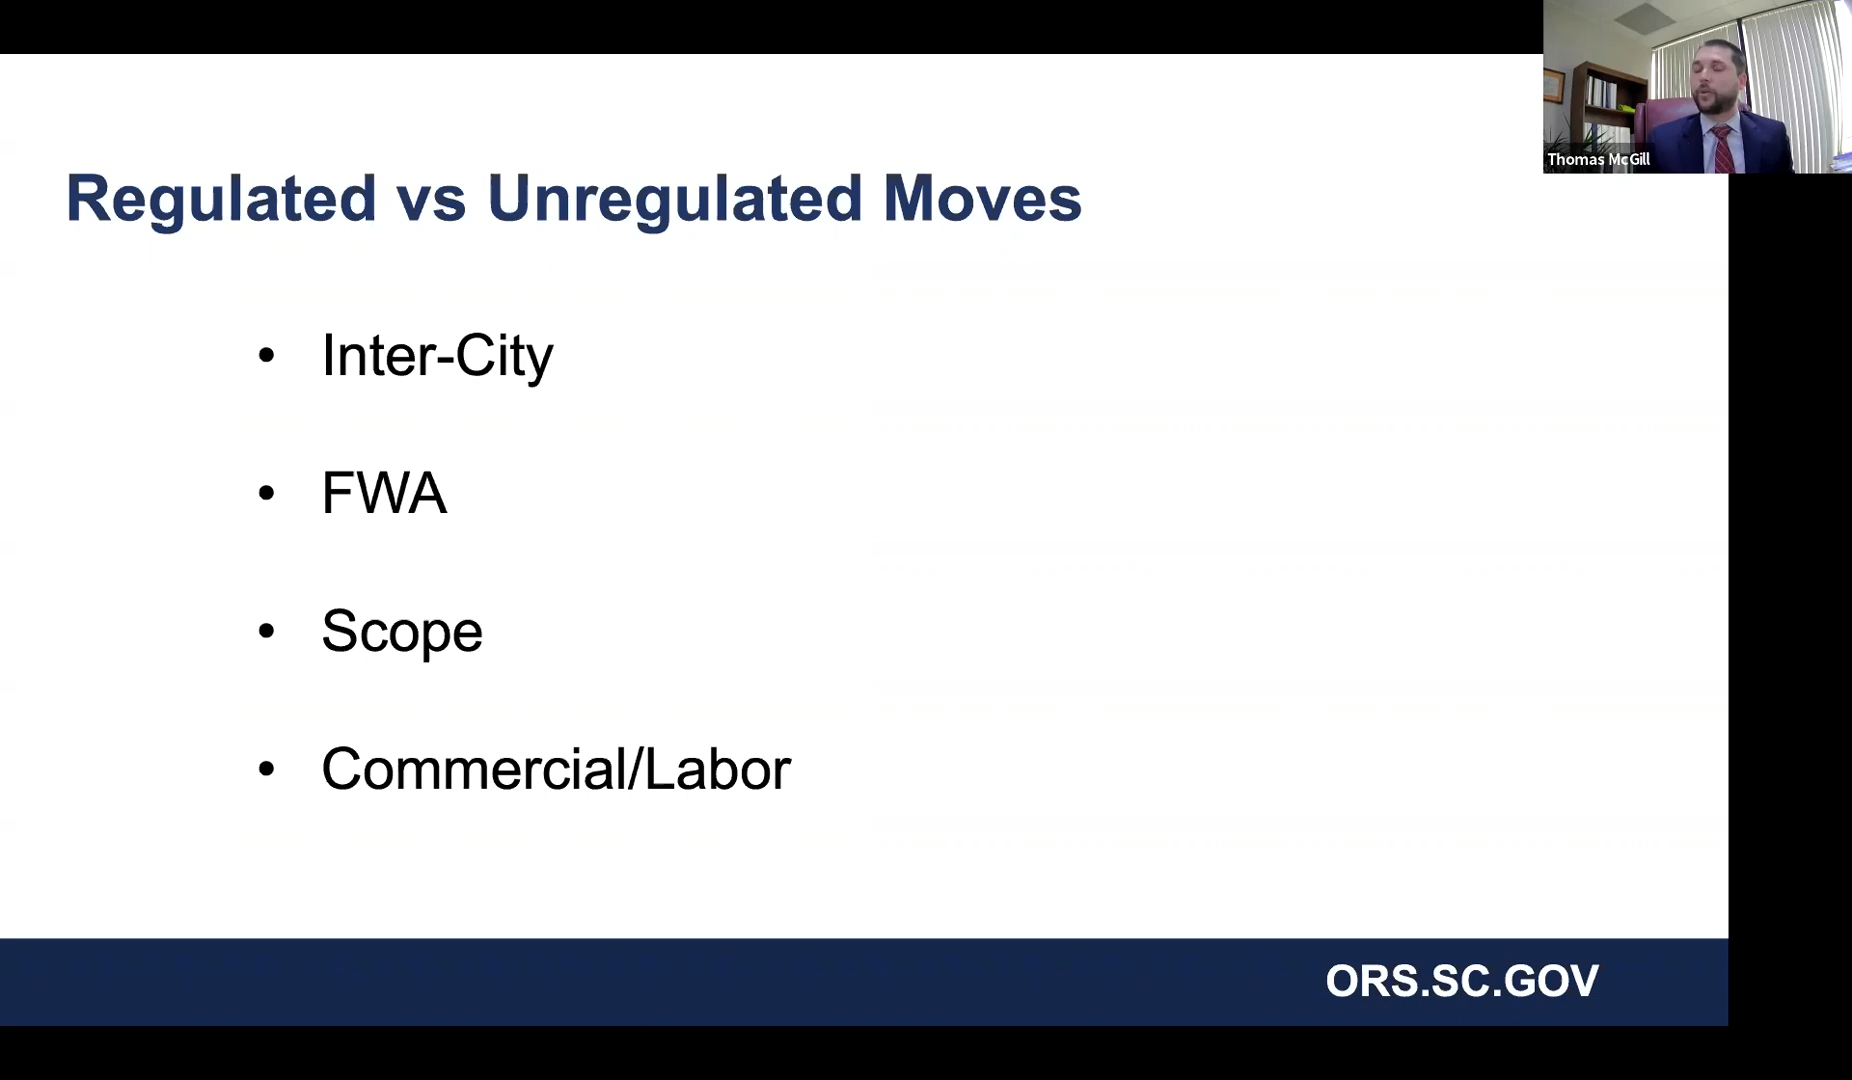 Thomas McGill
Regulated vs Unregulated Moves
• Inter-City
• FWA
• Scope
• Commercial/Labor
ORS.SC.GOV